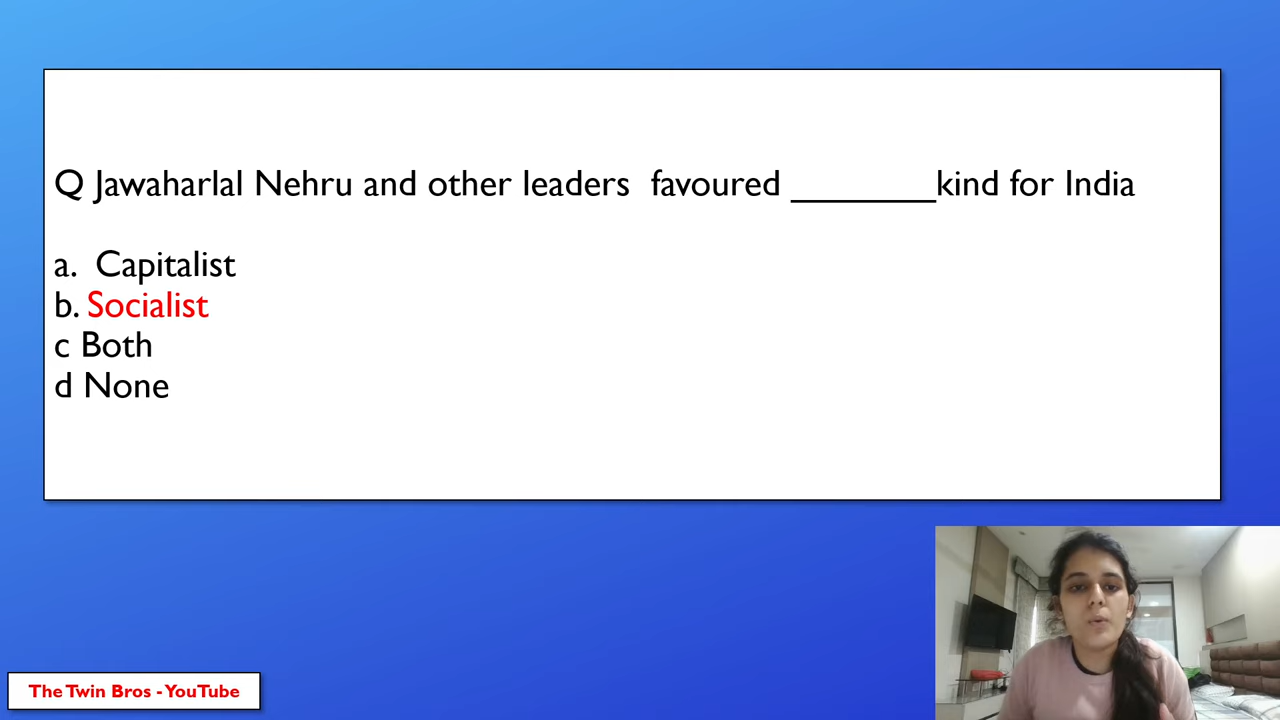 Q Jawaharlal Nehru and other leaders favoured ________kind for India
a. Capitalist
b. Socialist
c Both
d None
The Twin Bros - YouTube